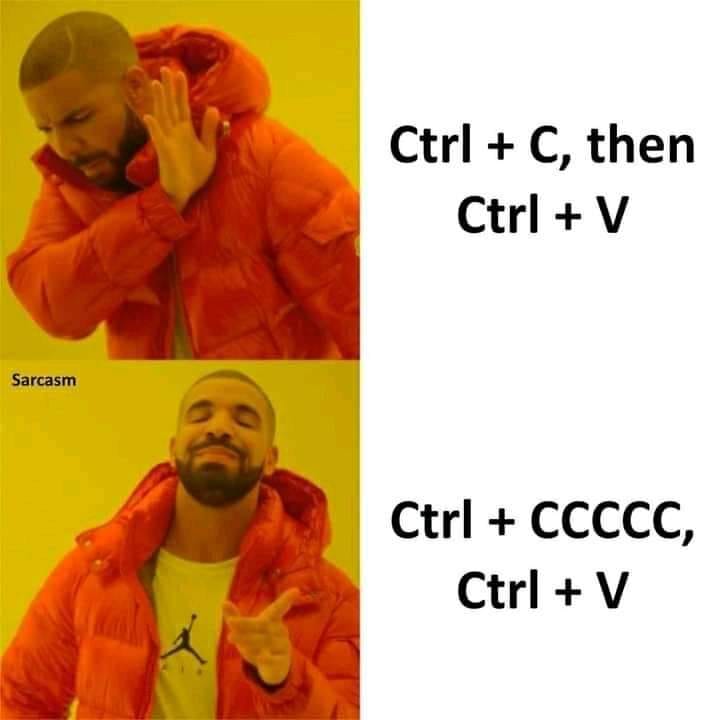 Ctrl + C, then
Ctrl + V
Sarcasm
Ctrl + CCCCC,
Ctrl + V